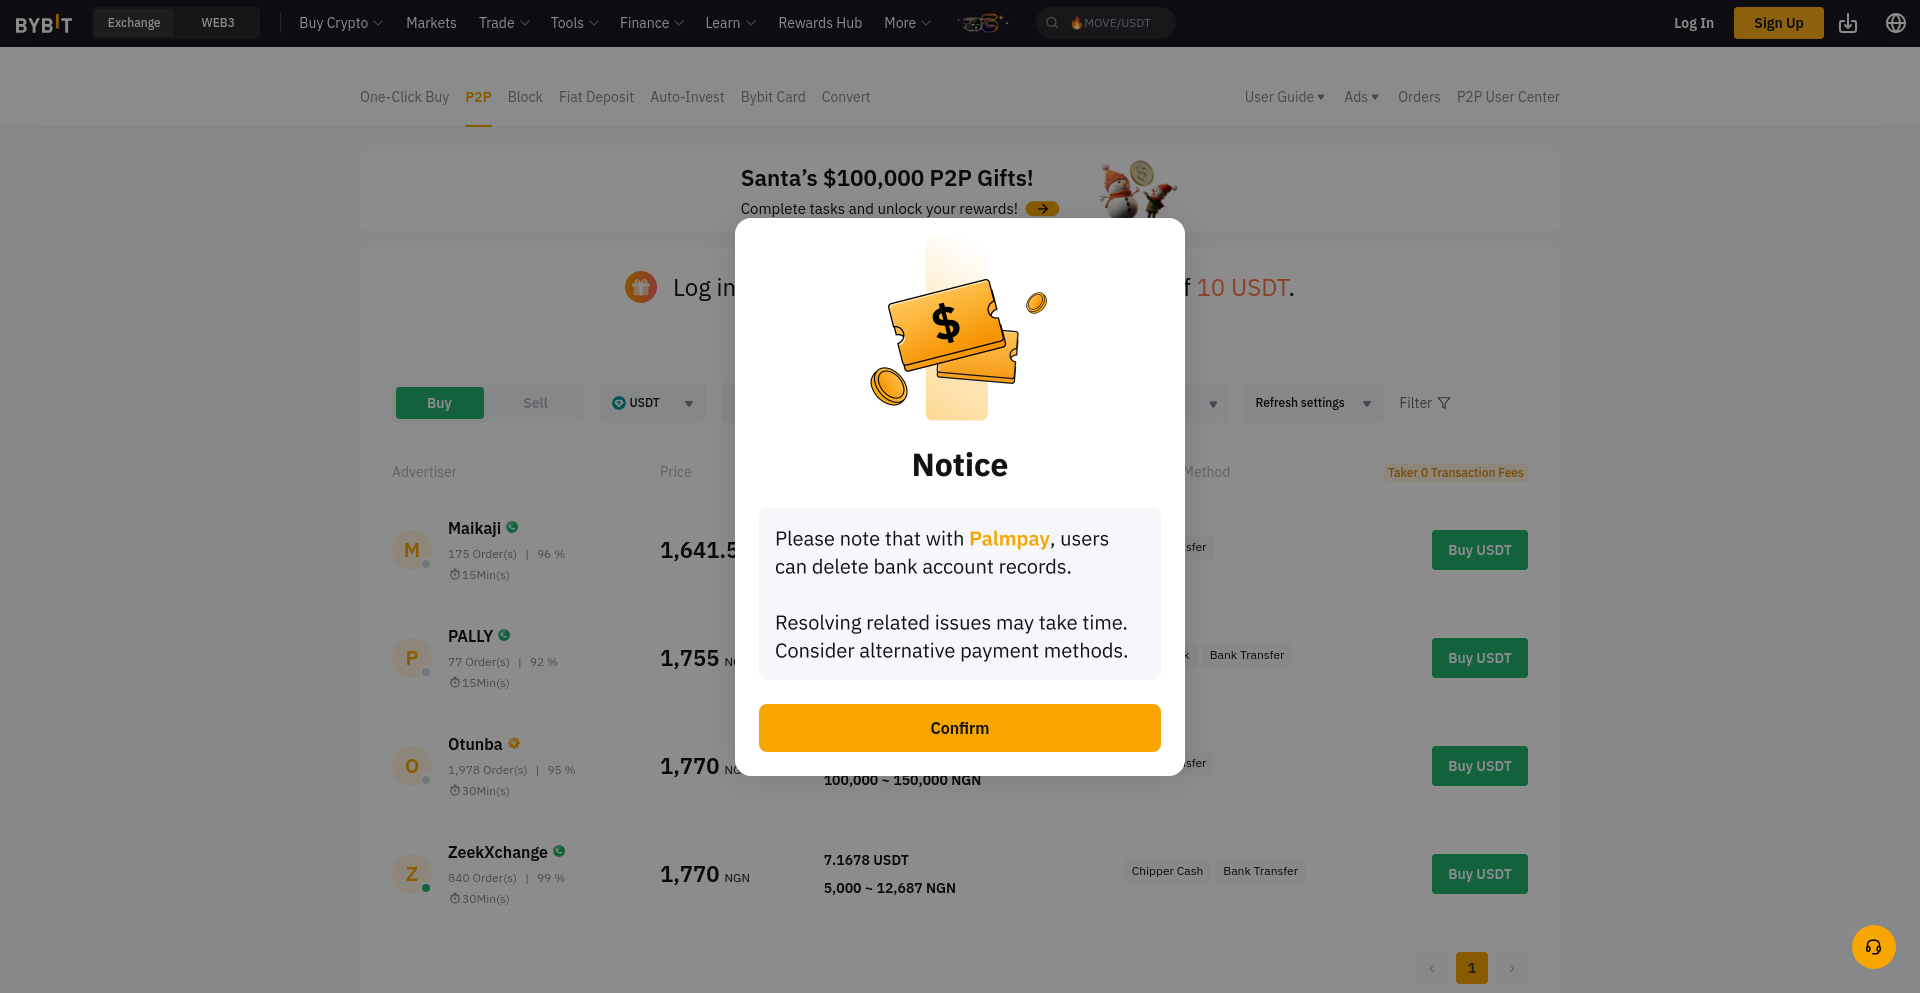 BYBIT Exchange WEB3 Buy Crypto Markets Trade Tools Finance Learn Rewards Hub More MOVE/USDT Log In Sign Up
One-Click Buy P2P Block Fiat Deposit Auto-Invest Bybit Card Convert User Guide Ads Orders P2P User Center
Santa's $100,000 P2P Gifts!
Complete tasks and unlock your rewards!
Log in 10 USDT.
Buy Sell USDT Refresh settings Filter
Advertiser Price Method Taker 0 Transaction Fees
Notice
Please note that with Palmpay, users
can delete bank account records.
Resolving related issues may take time.
Consider alternative payment methods.
Confirm
M Maikaji
175 Order(s) | 96 %
15Min(s)
1,641.5
Buy USDT
P PALLY
77 Order(s) | 92 %
15Min(s)
1,755
Bank Transfer
Buy USDT
O Otunba
1,978 Order(s) | 95 %
30Min(s)
1,770
100,000 ~ 150,000 NGN
Buy USDT
Z ZeekXchange
840 Order(s) | 99 %
30Min(s)
1,770 NGN
7.1678 USDT
5,000 ~ 12,687 NGN
Chipper Cash Bank Transfer
Buy USDT
1